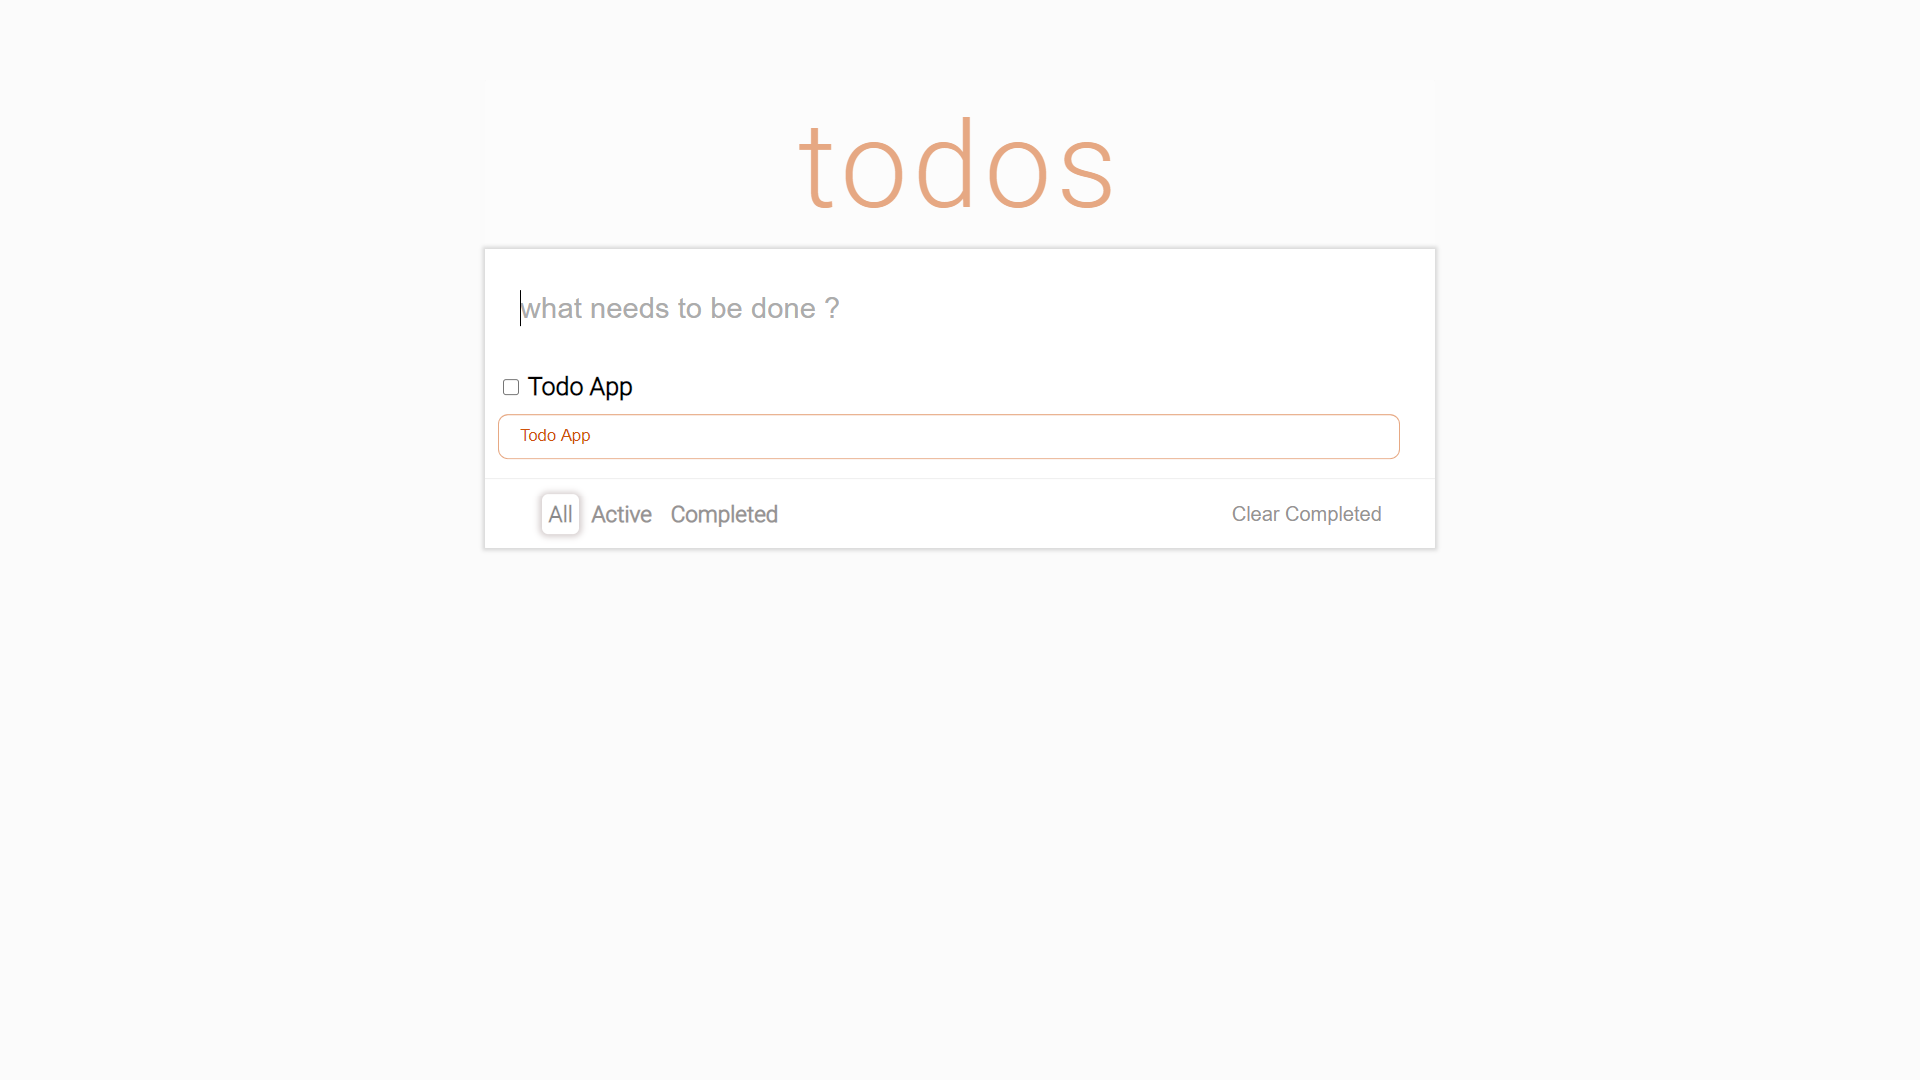 todos
what needs to be done ?
Todo App
Todo App
All Active Completed Clear Completed